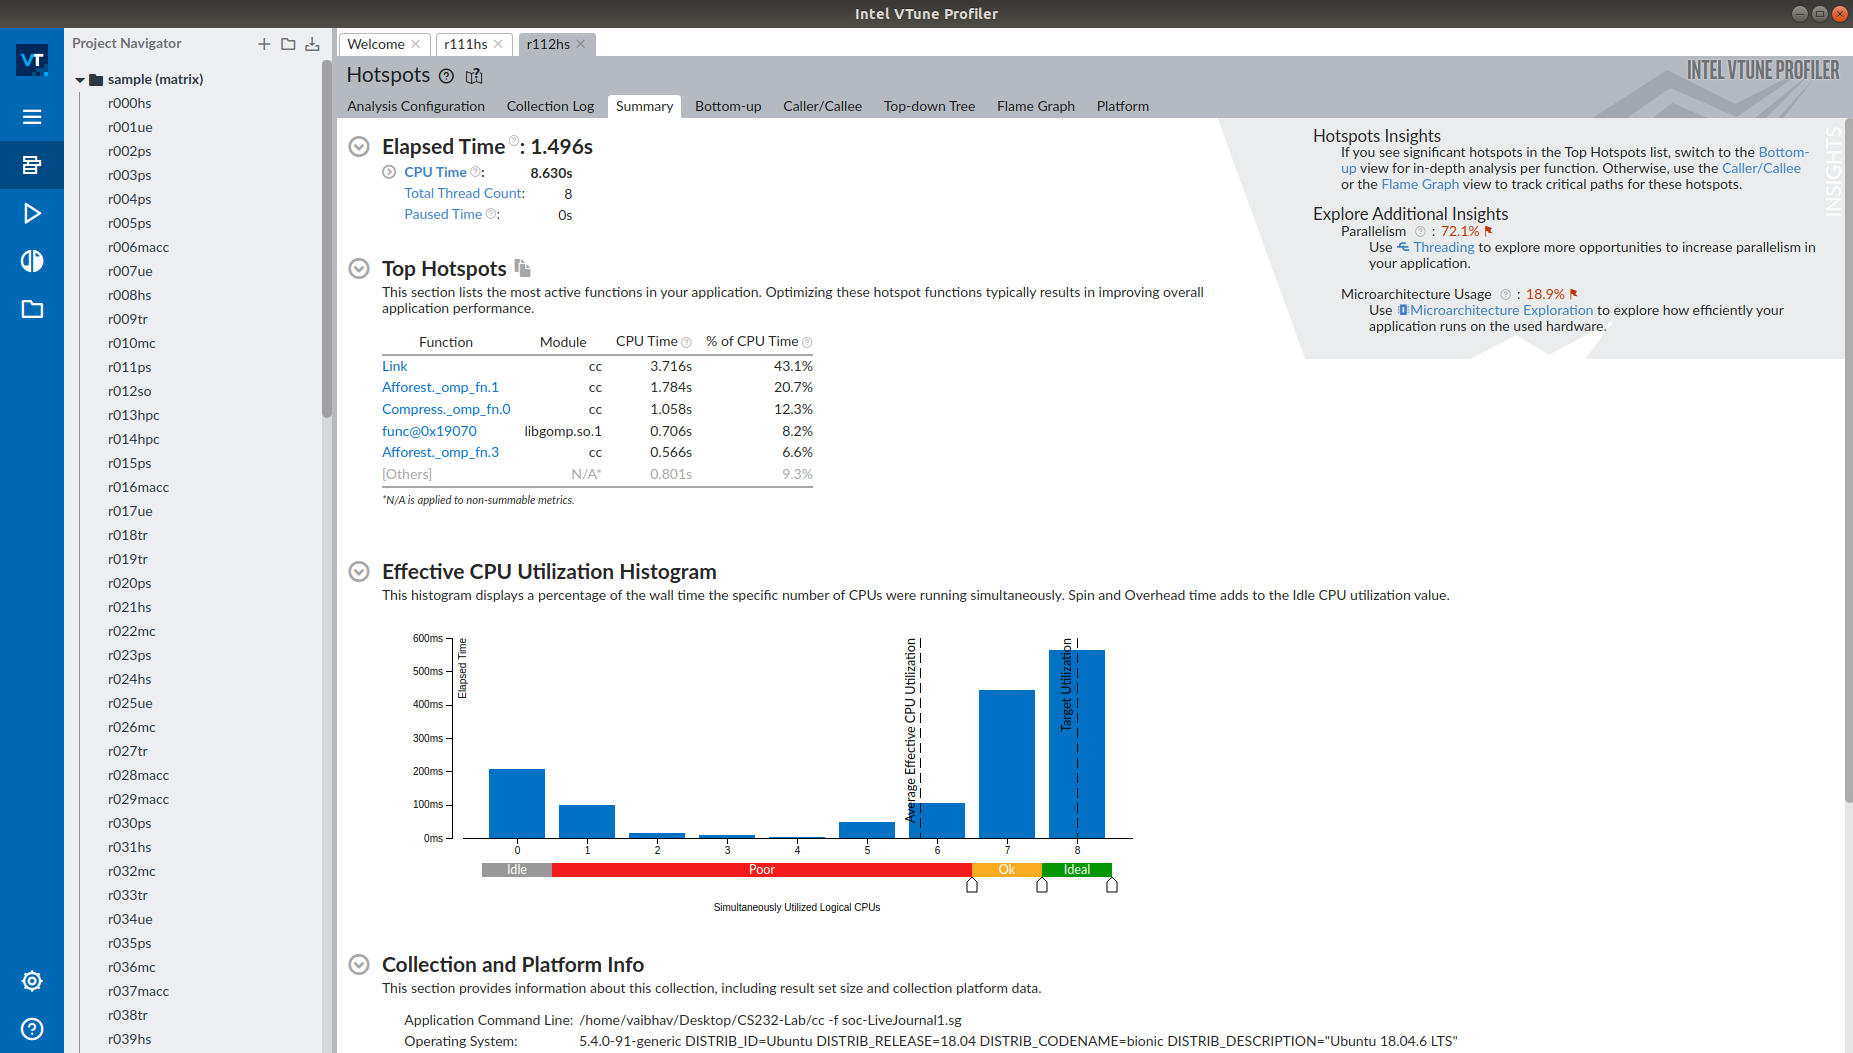 Intel VTune Profiler
VT
Project Navigator
sample (matrix)
r000hs
r001ue
r002ps
r003ps
r004ps
r005ps
r006macc
r007ue
r008hs
r009tr
r010mc
r011ps
r012so
r013hpc
r014hpc
r015ps
r016macc
r017ue
r018tr
r019tr
r020ps
r021hs
r022mc
r023ps
r024hs
r025ue
r026mc
r027tr
r028macc
r029macc
r030ps
r031hs
r032mc
r033tr
r034ue
r035ps
r036mc
r037macc
r038tr
r039hs
Welcome r111hs r112hs
Hotspots
INTEL VTUNE PROFILER
Analysis Configuration Collection Log Summary Bottom-up Caller/Callee Top-down Tree Flame Graph Platform
Elapsed Time : 1.496s
CPU Time : 8.630s
Total Thread Count: 8
Paused Time : 0s
Top Hotspots
This section lists the most active functions in your application. Optimizing these hotspot functions typically results in improving overall
application performance.
Function Module CPU Time % of CPU Time
Link cc 3.716s 43.1%
Afforest._omp_fn.1 cc 1.784s 20.7%
Compress._omp_fn.0 cc 1.058s 12.3%
func@0x19070 libgomp.so.1 0.706s 8.2%
Afforest._omp_fn.3 cc 0.566s 6.6%
[Others] N/A* 0.801s 9.3%
*N/A is applied to non-summable metrics.
Hotspots Insights
If you see significant hotspots in the Top Hotspots list, switch to the Bottom-
up view for in-depth analysis per function. Otherwise, use the Caller/Callee
or the Flame Graph view to track critical paths for these hotspots.
Explore Additional Insights
Parallelism : 72.1%
Use Threading to explore more opportunities to increase parallelism in
your application.
Microarchitecture Usage : 18.9%
Use Microarchitecture Exploration to explore how efficiently your
application runs on the used hardware.
INSIGHTS
Effective CPU Utilization Histogram
This histogram displays a percentage of the wall time the specific number of CPUs were running simultaneously. Spin and Overhead time adds to the Idle CPU utilization value.
600ms
500ms
400ms
300ms
200ms
100ms
0ms
Elapsed Time
Average Effective CPU Utilization
Target Utilization
0 1 2 3 4 5 6 7 8
Idle Poor Ok Ideal
Simultaneously Utilized Logical CPUs
Collection and Platform Info
This section provides information about this collection, including result set size and collection platform data.
Application Command Line: /home/vaibhav/Desktop/CS232-Lab/cc -f soc-LiveJournal1.sg
Operating System: 5.4.0-91-generic DISTRIB_ID=Ubuntu DISTRIB_RELEASE=18.04 DISTRIB_CODENAME=bionic DISTRIB_DESCRIPTION="Ubuntu 18.04.6 LTS"